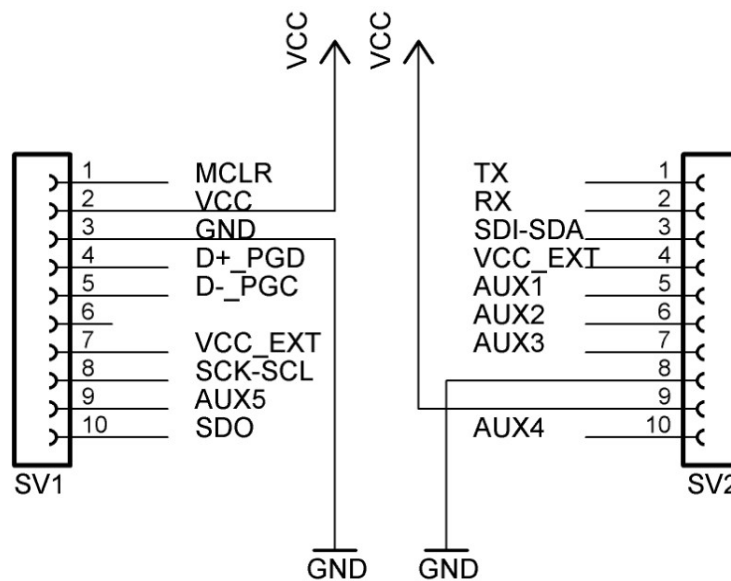 VCC
VCC
1 MCLR
2 VCC
3 GND
4 D+_PGD
5 D-_PGC
6
7 VCC_EXT
8 SCK-SCL
9 AUX5
10 SDO
SV1
TX 1
RX 2
SDI-SDA 3
VCC_EXT 4
AUX1 5
AUX2 6
AUX3 7
8
9
AUX4 10
SV2
GND
GND